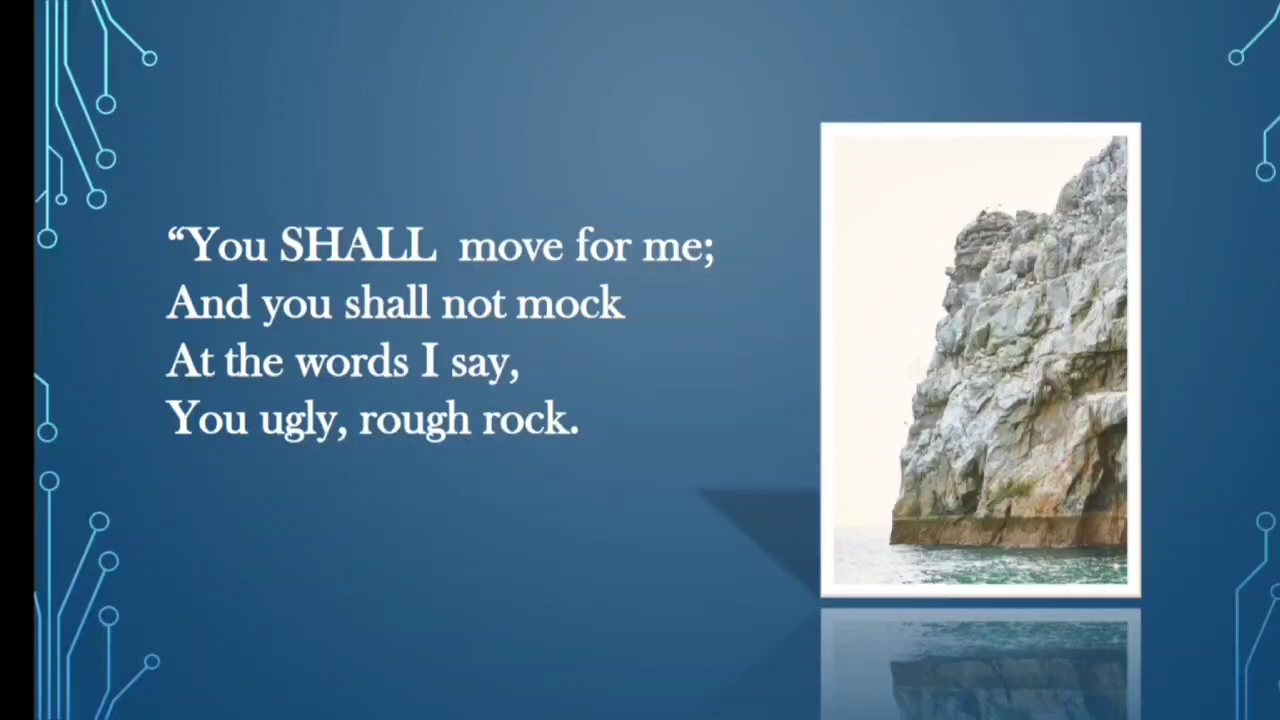 “You SHALL  move for me;
And you shall not mock
At the words I say,
You ugly, rough rock.